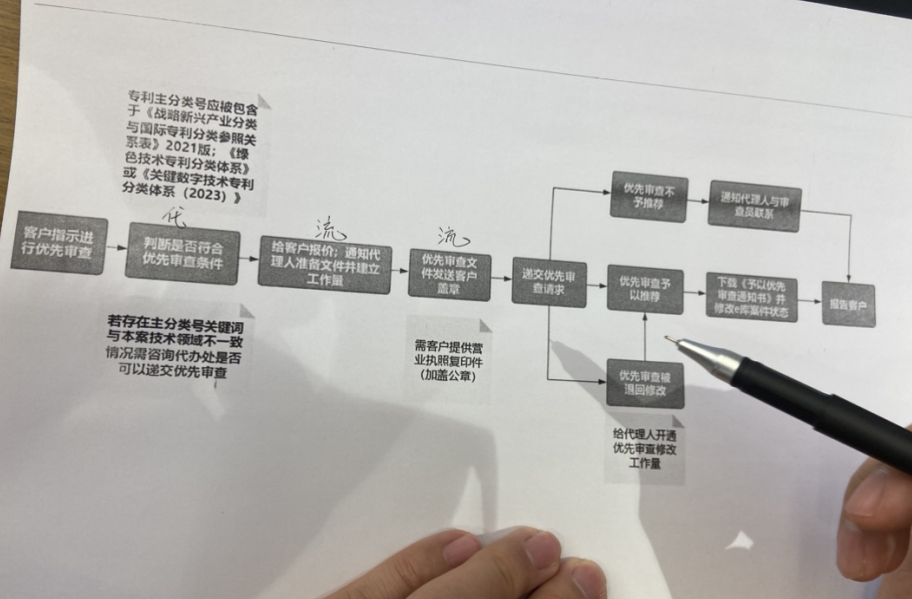 专利主分类号应被包含
于《战略新兴产业分类
与国际专利分类参照关
系表》2021版；《绿
色技术专利分类体系》
或《关键数字技术专利
分类体系（2023）》
代
流
流
客户指示进
行优先审查
判断是否符合
优先审查条件
给客户报价；通知代
理人准备文件并建立
工作量
优先审查文
件发送客户
盖章
递交优先审
查请求
优先审查不
予推荐
通知代理人与审
查员联系
优先审查予
以推荐
下载《予以优先
审查通知书》并
修改e库案件状态
报告客户
优先审查被
退回修改
若存在主分类号关键词
与本案技术领域不一致
情况需咨询代办处是否
可以递交优先审查
需客户提供营
业执照复印件
（加盖公章）
给代理人开通
优先审查修改
工作量